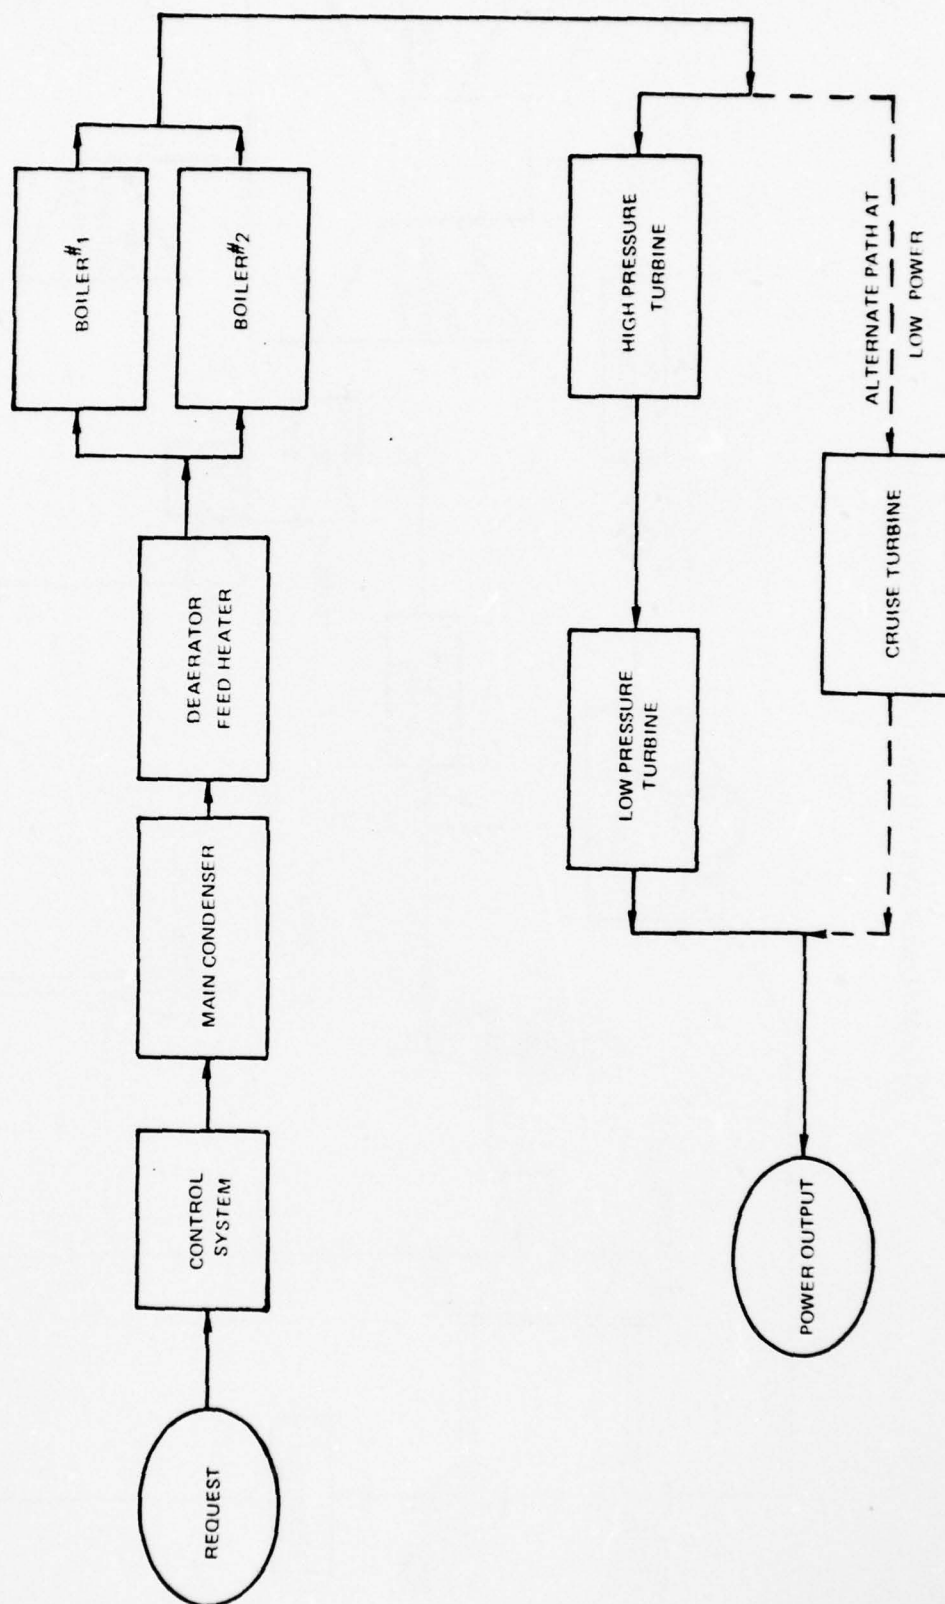 REQUEST
CONTROL
SYSTEM
MAIN CONDENSER
DEAERATOR
FEED HEATER
BOILER #1
BOILER #2
HIGH PRESSURE
TURBINE
LOW PRESSURE
TURBINE
ALTERNATE PATH AT
LOW POWER
CRUISE TURBINE
POWER OUTPUT